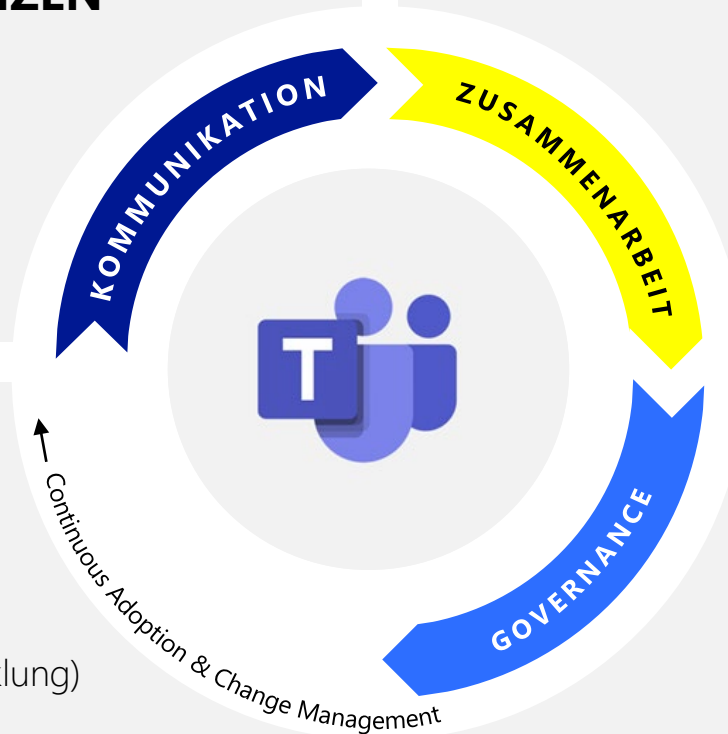 KOMMUNIKATION
ZUSAMMENARBEIT
T
GOVERNANCE
Continuous Adoption & Change Management